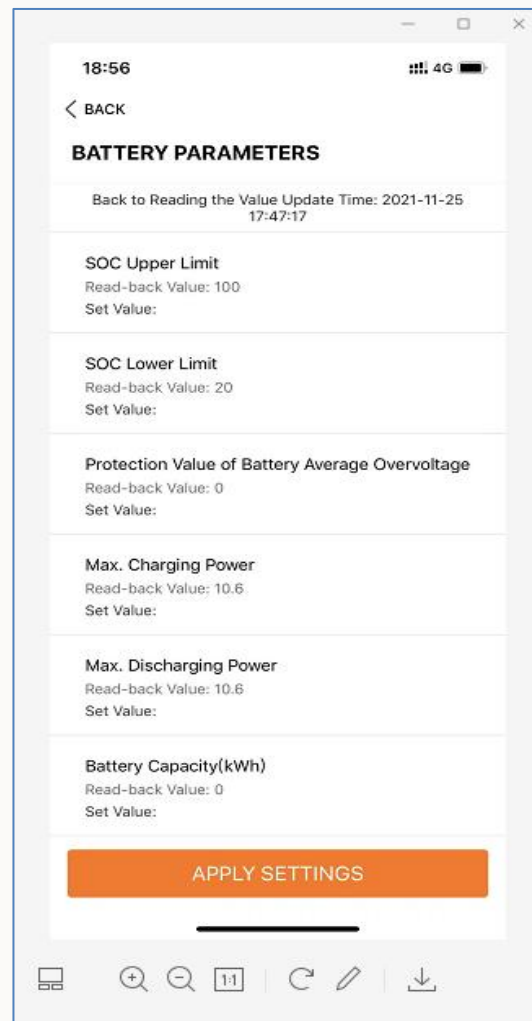 18:56
4G
BACK
BATTERY PARAMETERS
Back to Reading the Value Update Time: 2021-11-25
17:47:17
SOC Upper Limit
Read-back Value: 100
Set Value:
SOC Lower Limit
Read-back Value: 20
Set Value:
Protection Value of Battery Average Overvoltage
Read-back Value: 0
Set Value:
Max. Charging Power
Read-back Value: 10.6
Set Value:
Max. Discharging Power
Read-back Value: 10.6
Set Value:
Battery Capacity(kWh)
Read-back Value: 0
Set Value:
APPLY SETTINGS
1:1